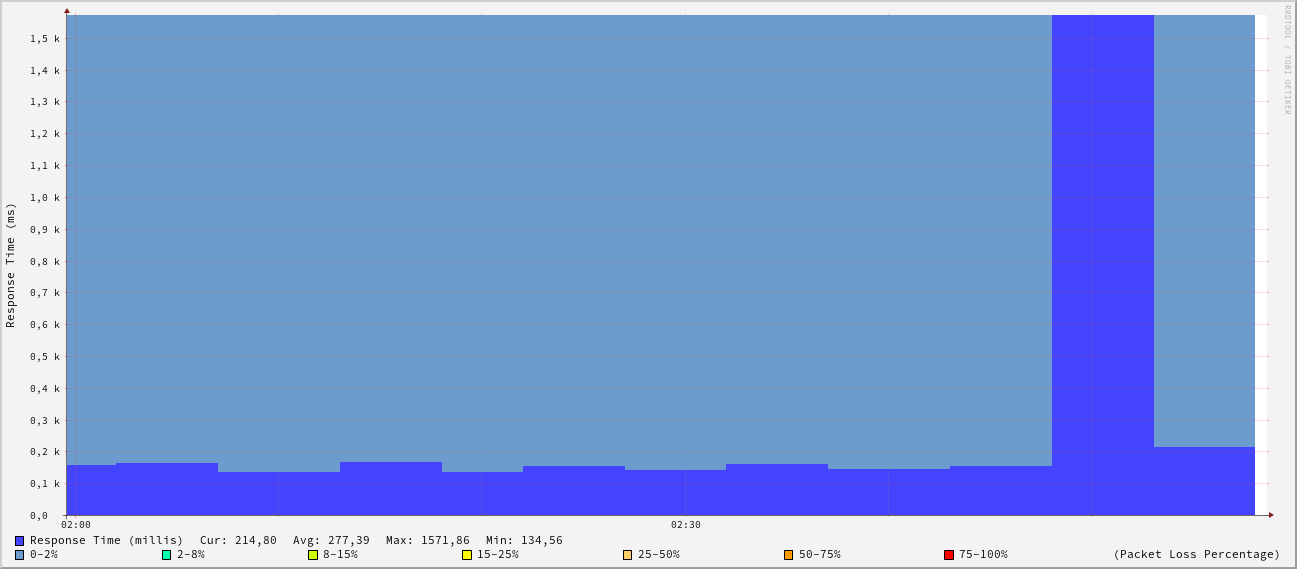 RRDTOOL / TOBI OETIKER
Response Time (ms)
1,5 k
1,4 k
1,3 k
1,2 k
1,1 k
1,0 k
0,9 k
0,8 k
0,7 k
0,6 k
0,5 k
0,4 k
0,3 k
0,2 k
0,1 k
0,0
02:00 02:30
Response Time (millis) Cur: 214,80 Avg: 277,39 Max: 1571,86 Min: 134,56
0-2% 2-8% 8-15% 15-25% 25-50% 50-75% 75-100% (Packet Loss Percentage)